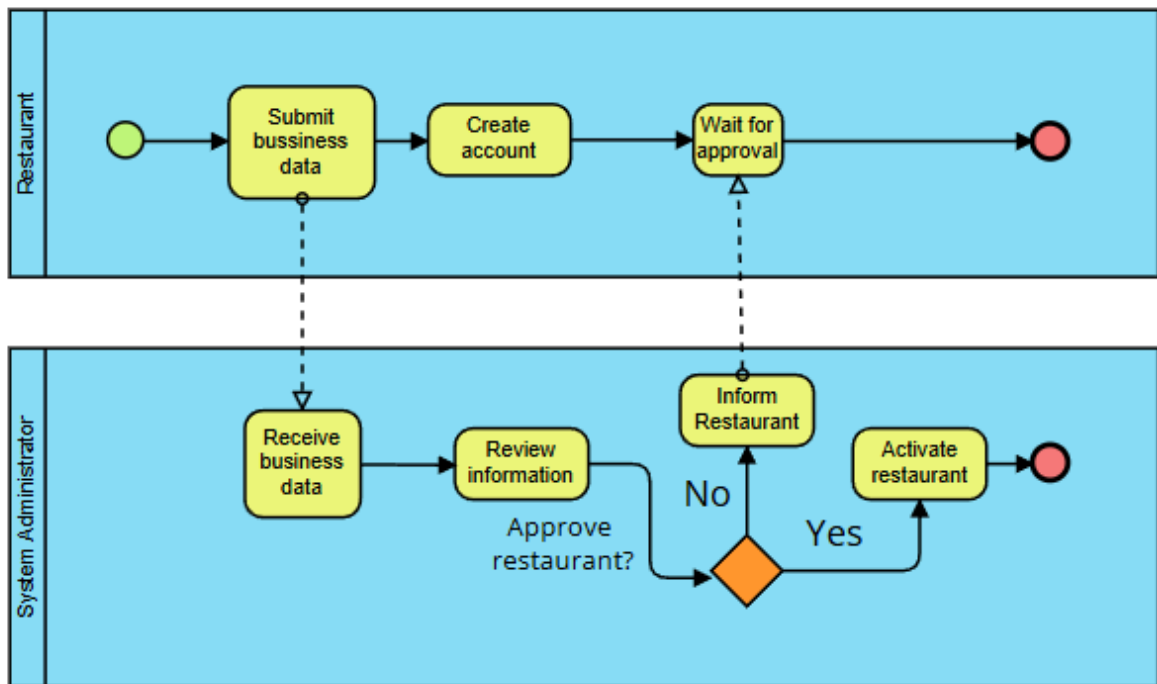 Restaurant
Submit
bussiness
data
Create
account
Wait for
approval
System Administrator
Receive
business
data
Review
information
Approve
restaurant?
No
Inform
Restaurant
Yes
Activate
restaurant